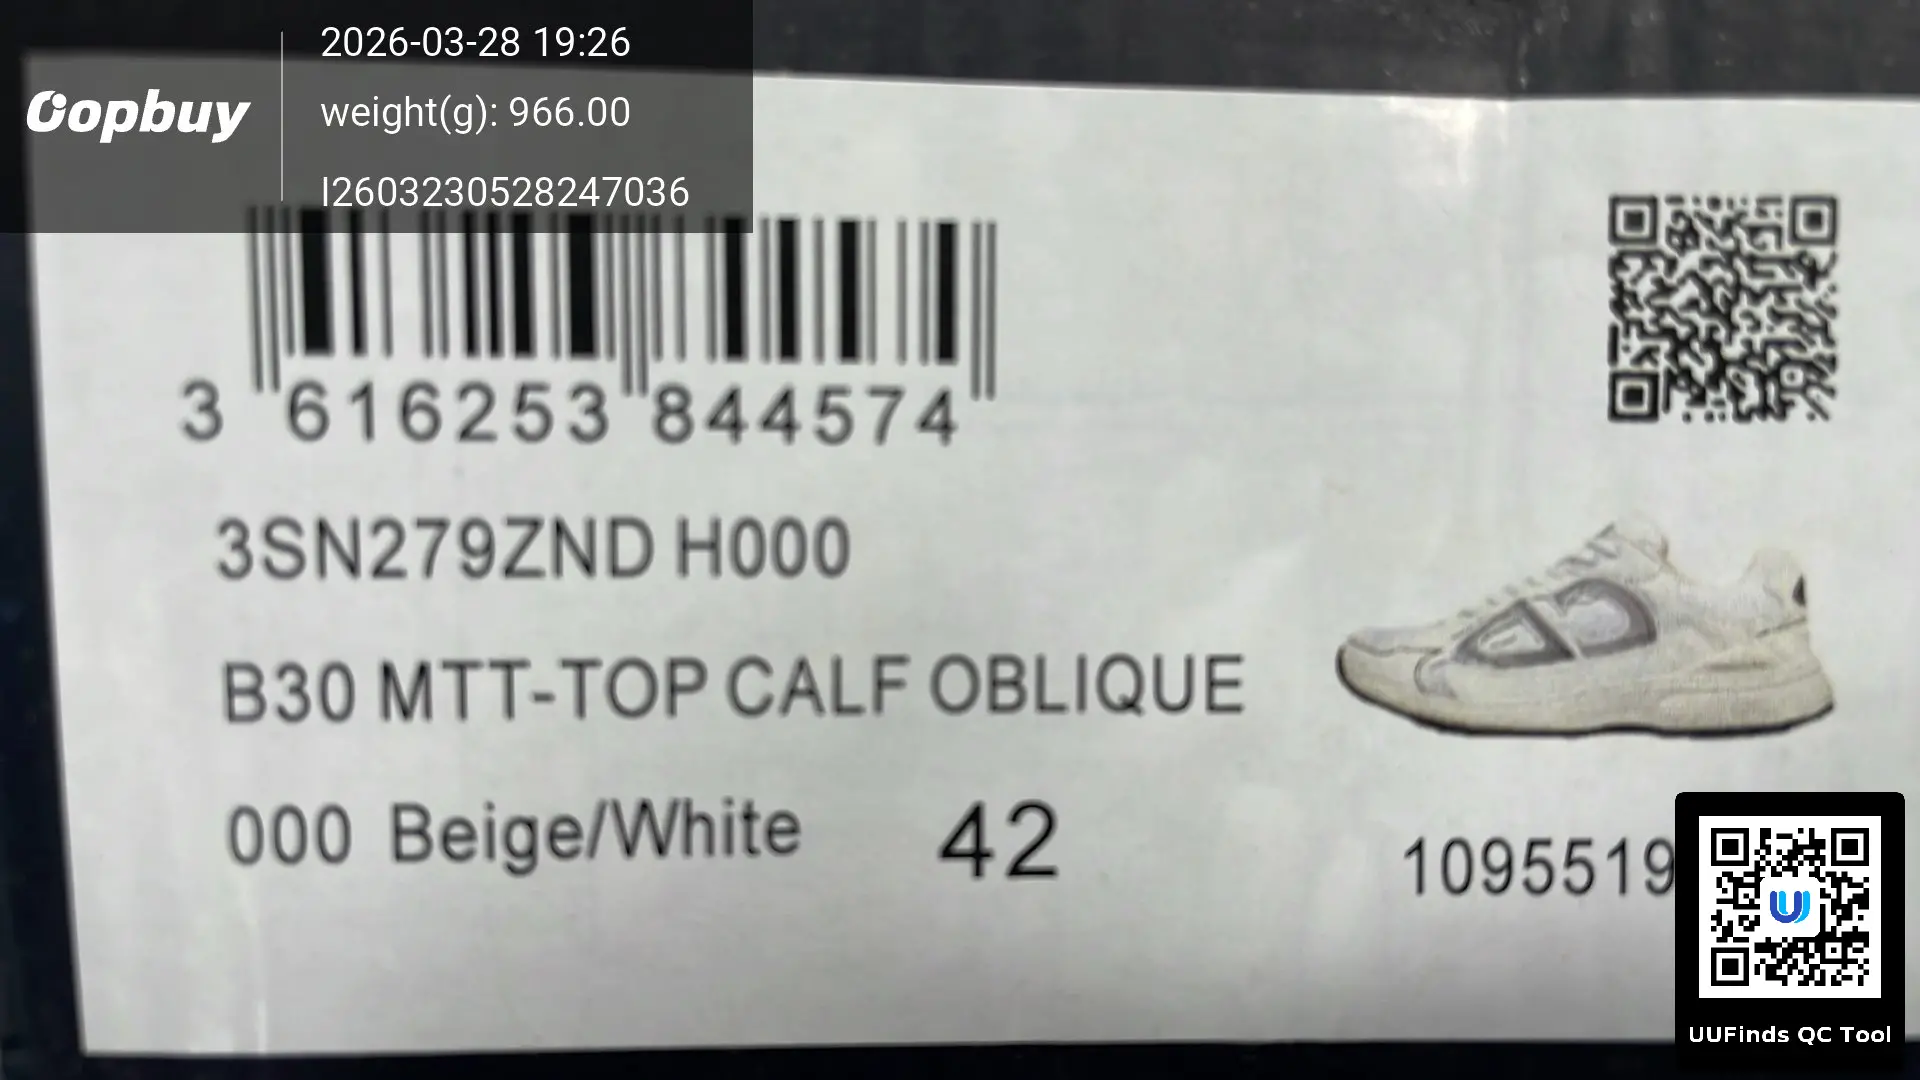 Oopbuy
2026-03-28 19:26
weight(g): 966.00
I2603230528247036
3 616253 844574
3SN279ZND H000
B30 MTT-TOP CALF OBLIQUE
000 Beige/White 42
1095519
UUFinds QC Tool